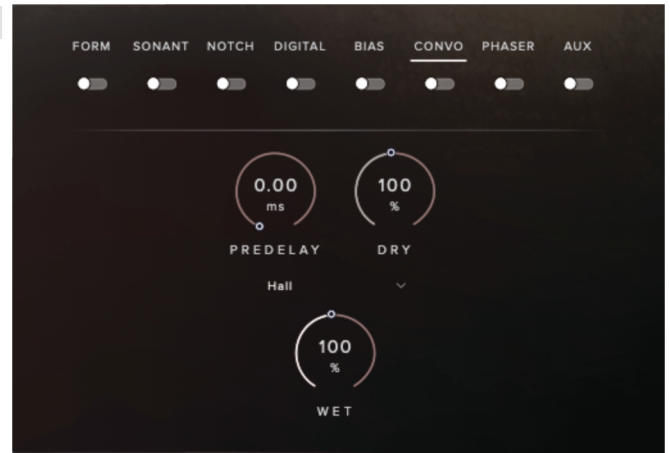 FORM SONANT NOTCH DIGITAL BIAS CONVO PHASER AUX
0.00 100
ms %
PREDELAY DRY
Hall
100
%
WET